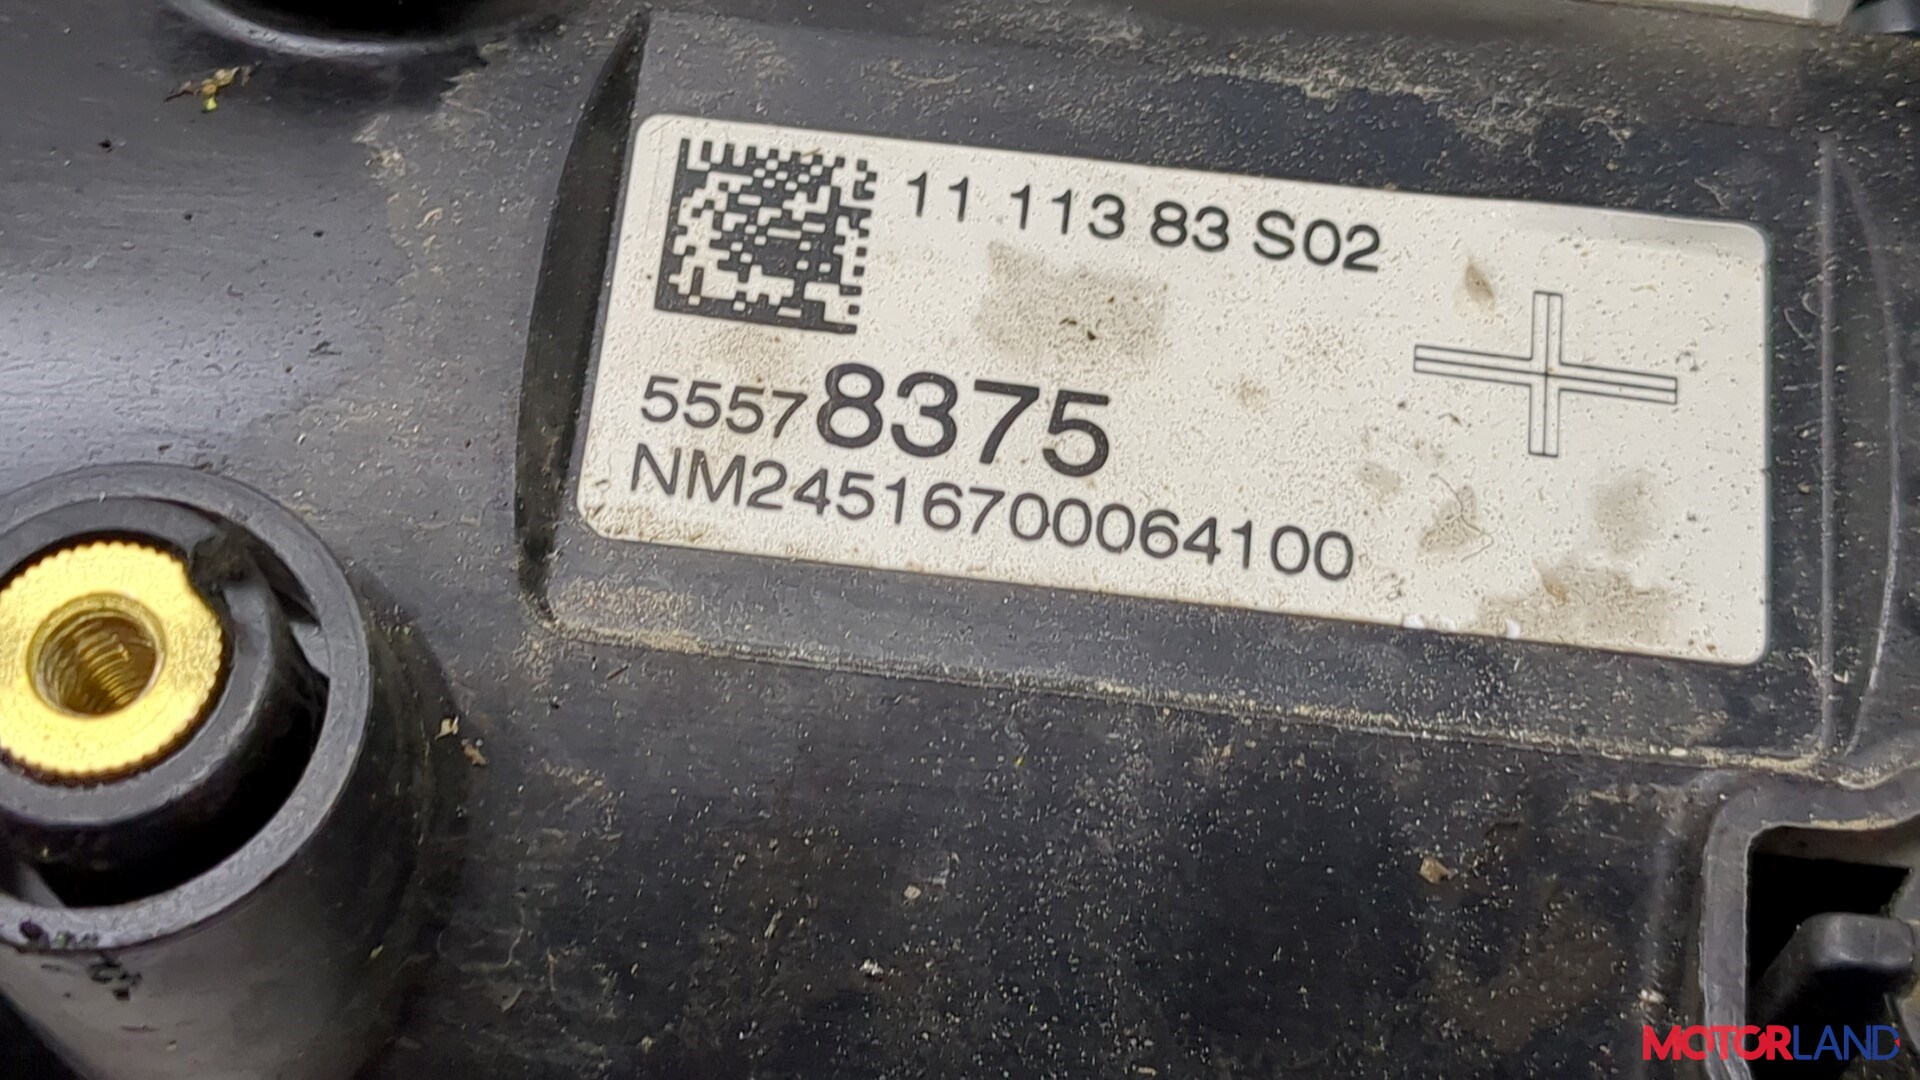 11 113 83 S02
55578375
NM24516700064100
MOTORLAND